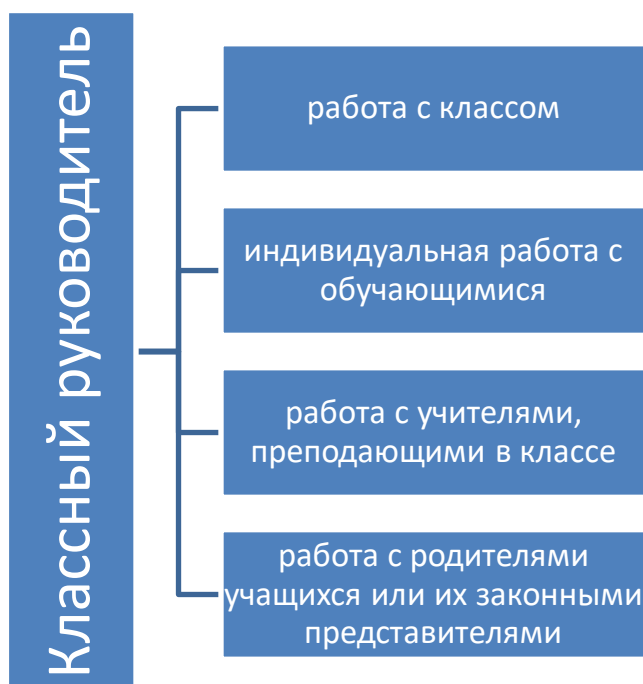 Классный руководитель
работа с классом
индивидуальная работа с
обучающимися
работа с учителями,
преподающими в классе
работа с родителями
учащихся или их законными
представителями